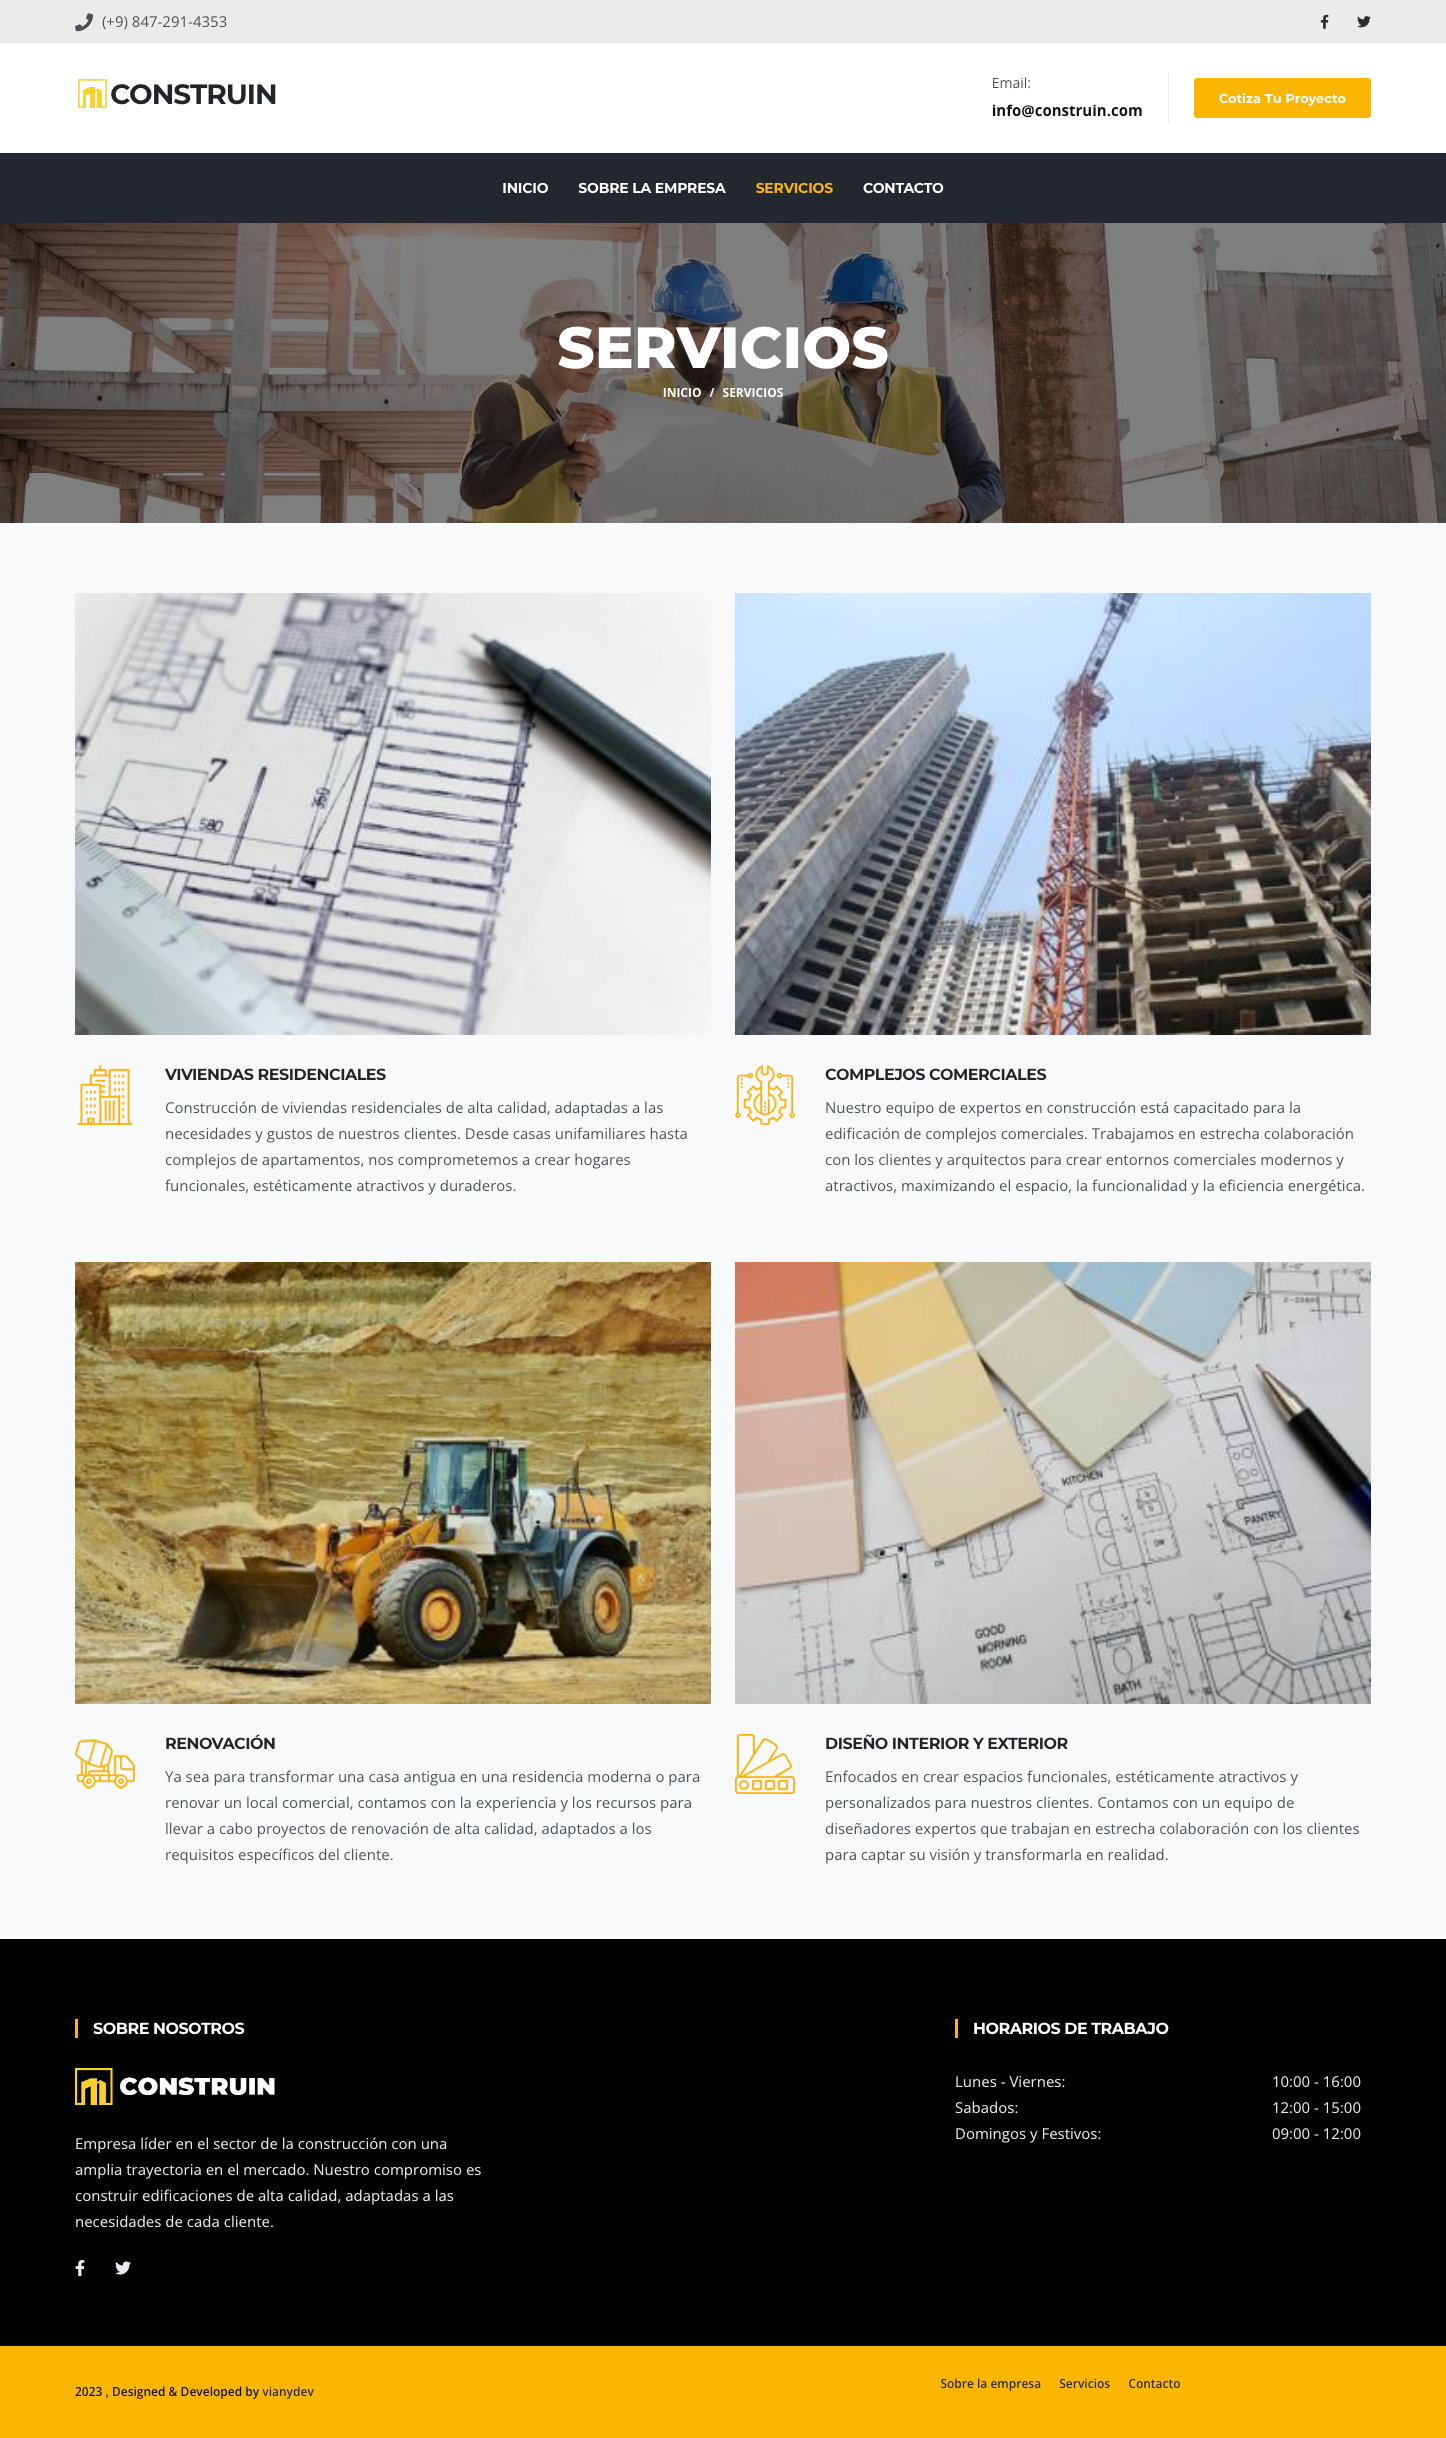 (+9) 847-291-4353
CONSTRUIN
Email:
info@construin.com
Cotiza Tu Proyecto
INICIO SOBRE LA EMPRESA SERVICIOS CONTACTO
SERVICIOS
INICIO / SERVICIOS
7
580
5
6
7
8
9
VIVIENDAS RESIDENCIALES
Construcción de viviendas residenciales de alta calidad, adaptadas a las
necesidades y gustos de nuestros clientes. Desde casas unifamiliares hasta
complejos de apartamentos, nos comprometemos a crear hogares
funcionales, estéticamente atractivos y duraderos.
COMPLEJOS COMERCIALES
Nuestro equipo de expertos en construcción está capacitado para la
edificación de complejos comerciales. Trabajamos en estrecha colaboración
con los clientes y arquitectos para crear entornos comerciales modernos y
atractivos, maximizando el espacio, la funcionalidad y la eficiencia energética.
KITCHEN
PANTRY
GOOD
MORNING
ROOM
BATH
RENOVACIÓN
Ya sea para transformar una casa antigua en una residencia moderna o para
renovar un local comercial, contamos con la experiencia y los recursos para
llevar a cabo proyectos de renovación de alta calidad, adaptados a los
requisitos específicos del cliente.
DISEÑO INTERIOR Y EXTERIOR
Enfocados en crear espacios funcionales, estéticamente atractivos y
personalizados para nuestros clientes. Contamos con un equipo de
diseñadores expertos que trabajan en estrecha colaboración con los clientes
para captar su visión y transformarla en realidad.
SOBRE NOSOTROS
CONSTRUIN
Empresa líder en el sector de la construcción con una
amplia trayectoria en el mercado. Nuestro compromiso es
construir edificaciones de alta calidad, adaptadas a las
necesidades de cada cliente.
HORARIOS DE TRABAJO
Lunes - Viernes: 10:00 - 16:00
Sabados: 12:00 - 15:00
Domingos y Festivos: 09:00 - 12:00
2023 , Designed & Developed by vianydev
Sobre la empresa Servicios Contacto